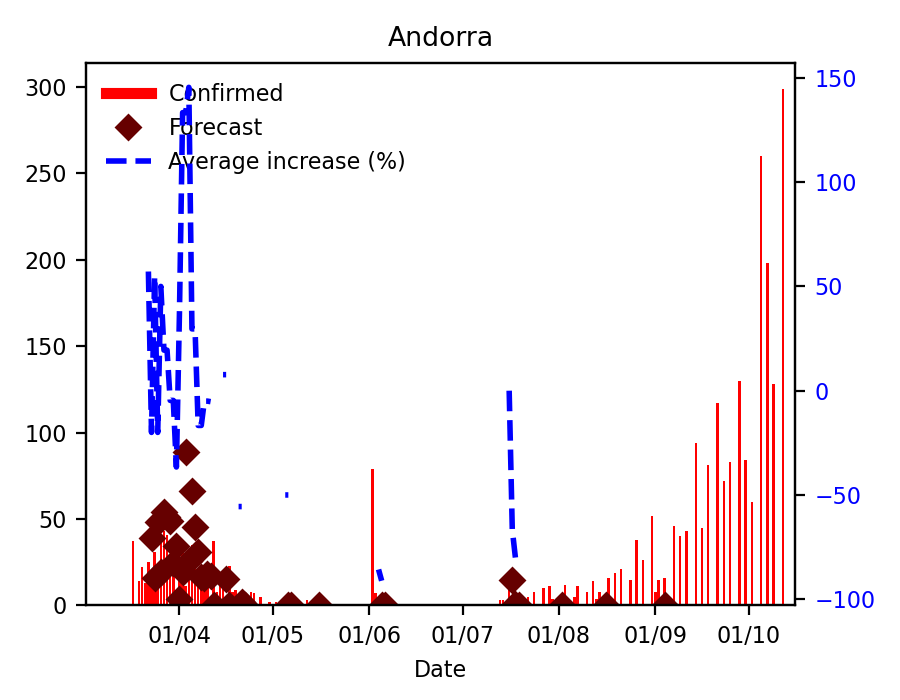 Andorra
Confirmed
Forecast
Average increase (%)
300
250
200
150
100
50
0
150
100
50
0
−50
−100
01/04 01/05 01/06 01/07 01/08 01/09 01/10
Date